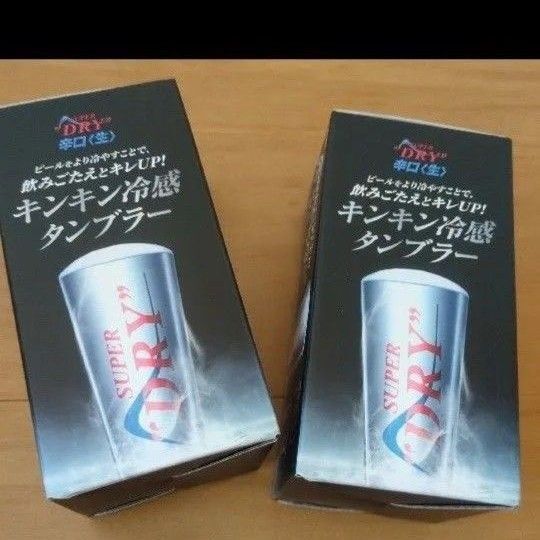 SUPER
"DRY"
辛口〈生〉
ビールをより冷やすことで、
飲みごたえとキレUP!
キンキン冷感
タンブラー
SUPER
"DRY"
SUPER
"DRY"
辛口〈生〉
ビールをより冷やすことで、
飲みごたえとキレUP!
キンキン冷感
タンブラー
SUPER
"DRY"